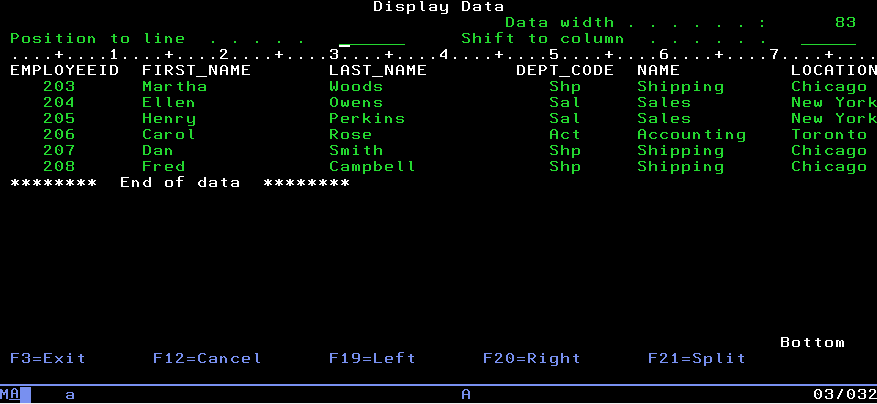 Display Data
Data width . . . . . . :      83
Position to line  . . . . .              Shift to column  . . . . . .
....+....1....+....2....+....3....+....4....+....5....+....6....+....7....+....
EMPLOYEEID  FIRST_NAME       LAST_NAME        DEPT_CODE  NAME          LOCATION
203      Martha           Woods               Shp     Shipping      Chicago
204      Ellen            Owens               Sal     Sales         New York
205      Henry            Perkins             Sal     Sales         New York
206      Carol            Rose                Act     Accounting    Toronto
207      Dan              Smith               Shp     Shipping      Chicago
208      Fred             Campbell            Shp     Shipping      Chicago
********  End of data  ********
Bottom
F3=Exit      F12=Cancel      F19=Left      F20=Right      F21=Split
MA    a                                   A                               03/032